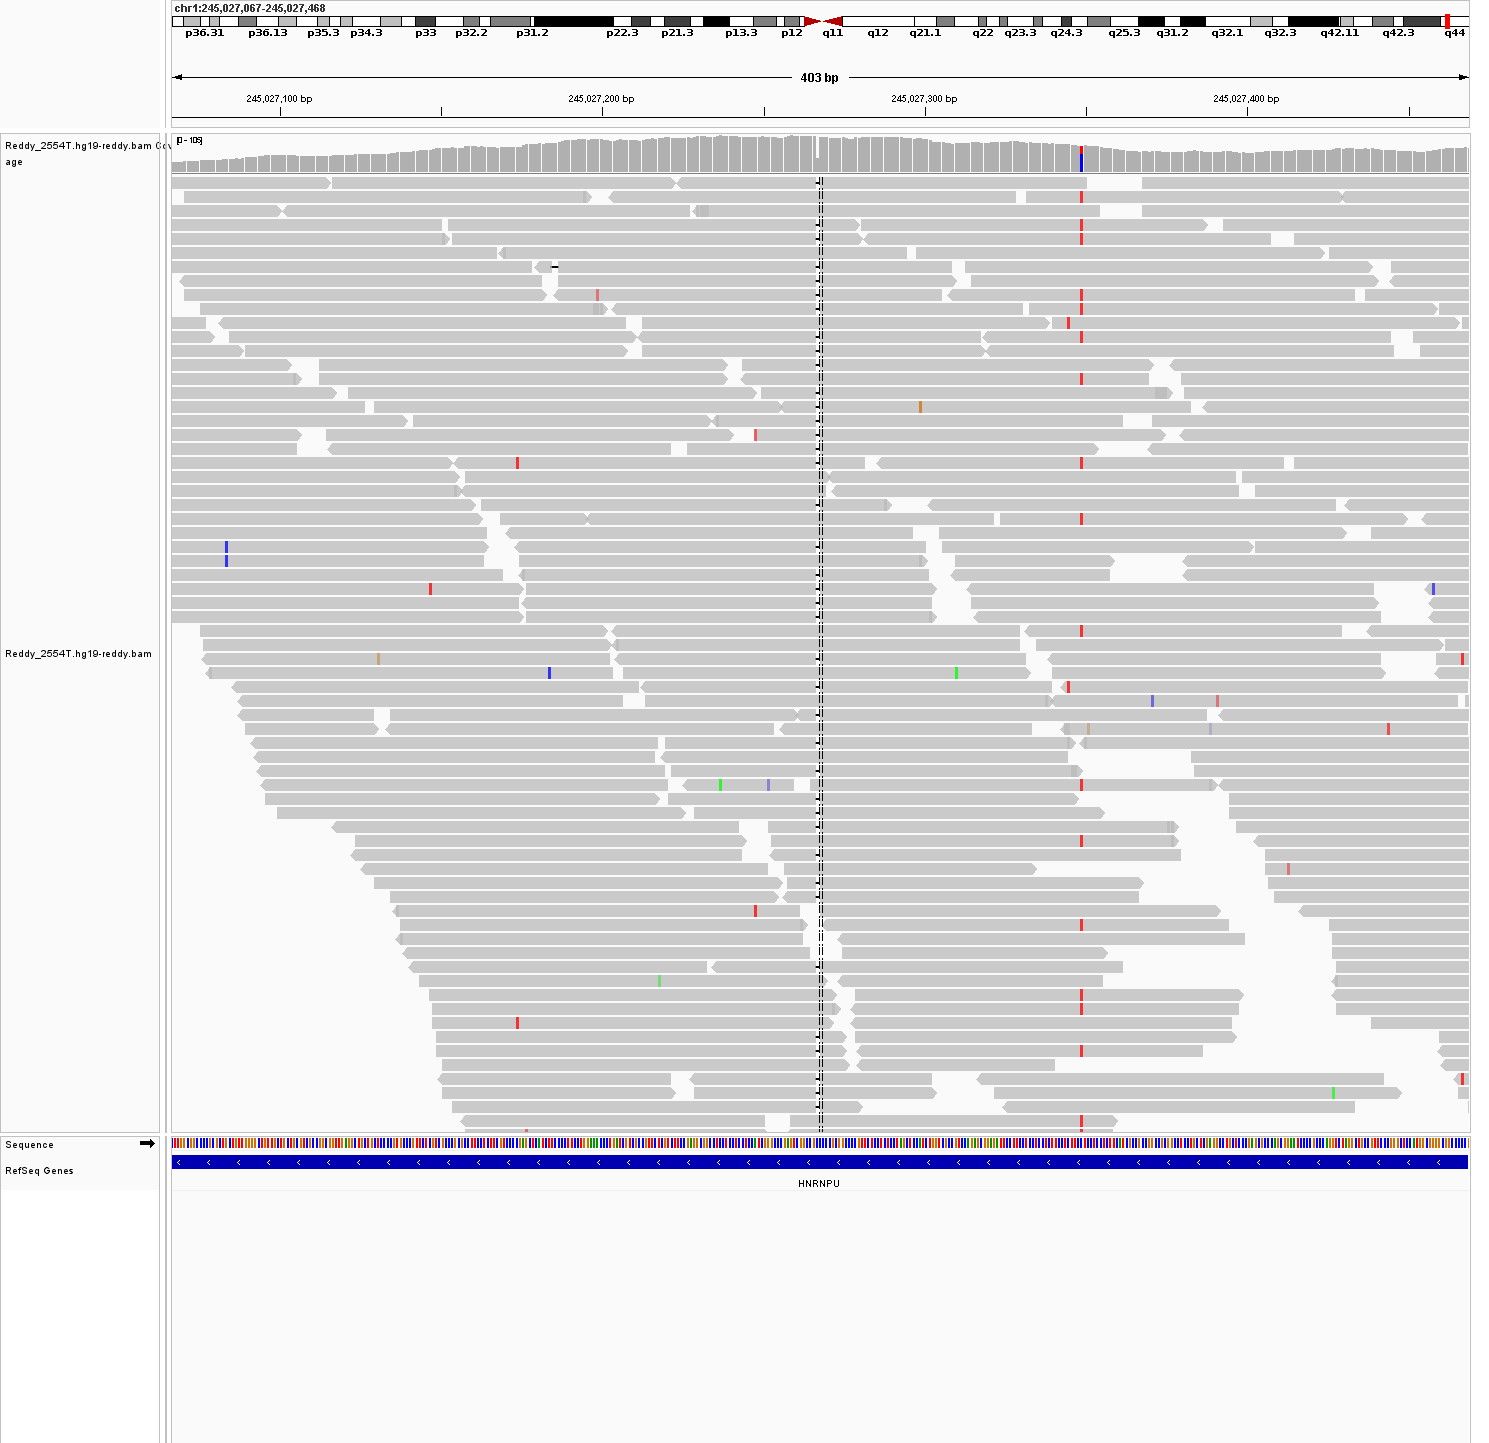 chr1:245,027,067-245,027,468
p36.31 p36.13 p35.3 p34.3 p33 p32.2 p31.2 p22.3 p21.3 p13.3 p12 q11 q12 q21.1 q22 q23.3 q24.3 q25.3 q31.2 q32.1 q32.3 q42.11 q42.3 q44
403 bp
245,027,100 bp 245,027,200 bp 245,027,300 bp 245,027,400 bp
Reddy_2554T.hg19-reddy.bam Cov
age
Reddy_2554T.hg19-reddy.bam
Sequence
RefSeq Genes
HNRNPU